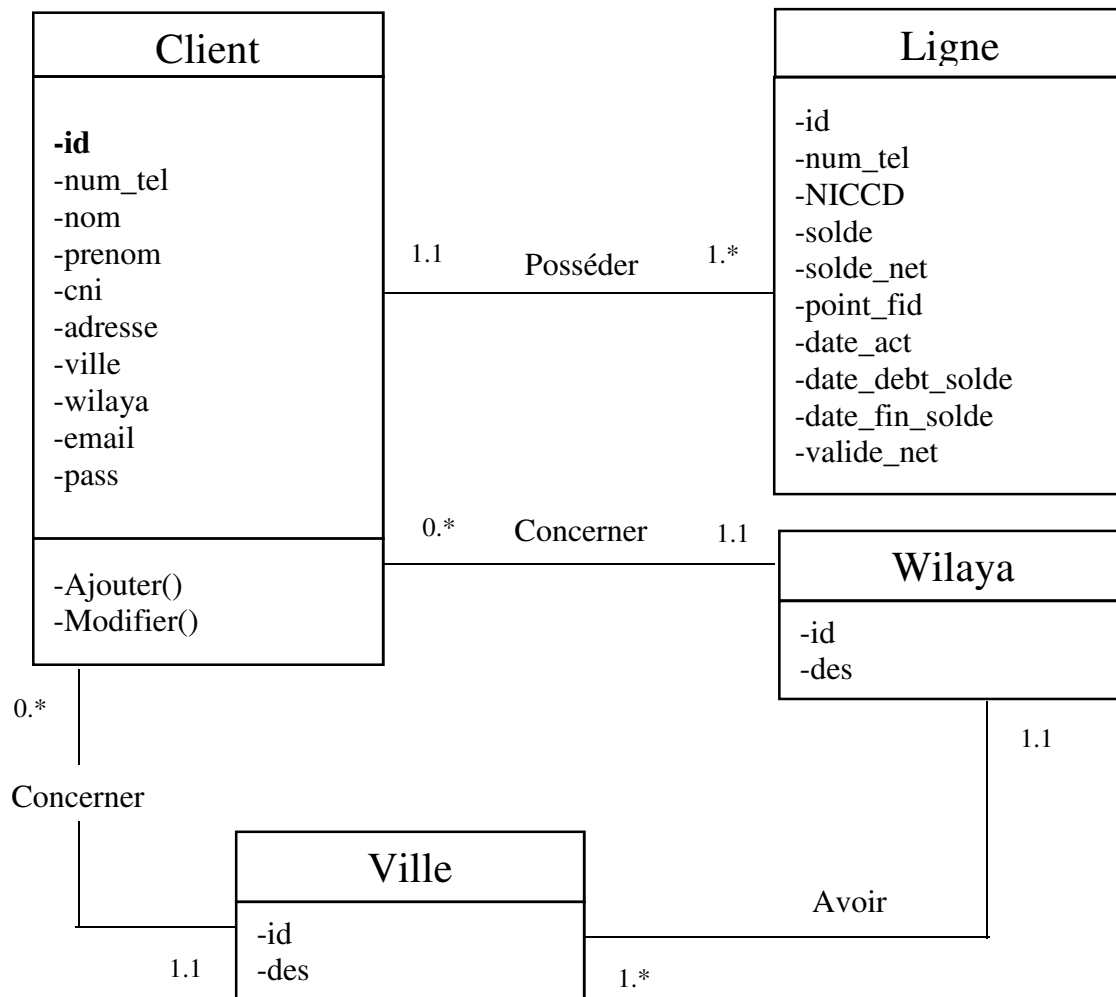 Client
-id
-num_tel
-nom
-prenom
-cni
-adresse
-ville
-wilaya
-email
-pass
-Ajouter()
-Modifier()
Ligne
-id
-num_tel
-NICCD
-solde
-solde_net
-point_fid
-date_act
-date_debt_solde
-date_fin_solde
-valide_net
1.1
Posséder
1.*
0.*
Concerner
1.1
Wilaya
-id
-des
0.*
Concerner
1.1
Ville
-id
-des
1.*
Avoir
1.1